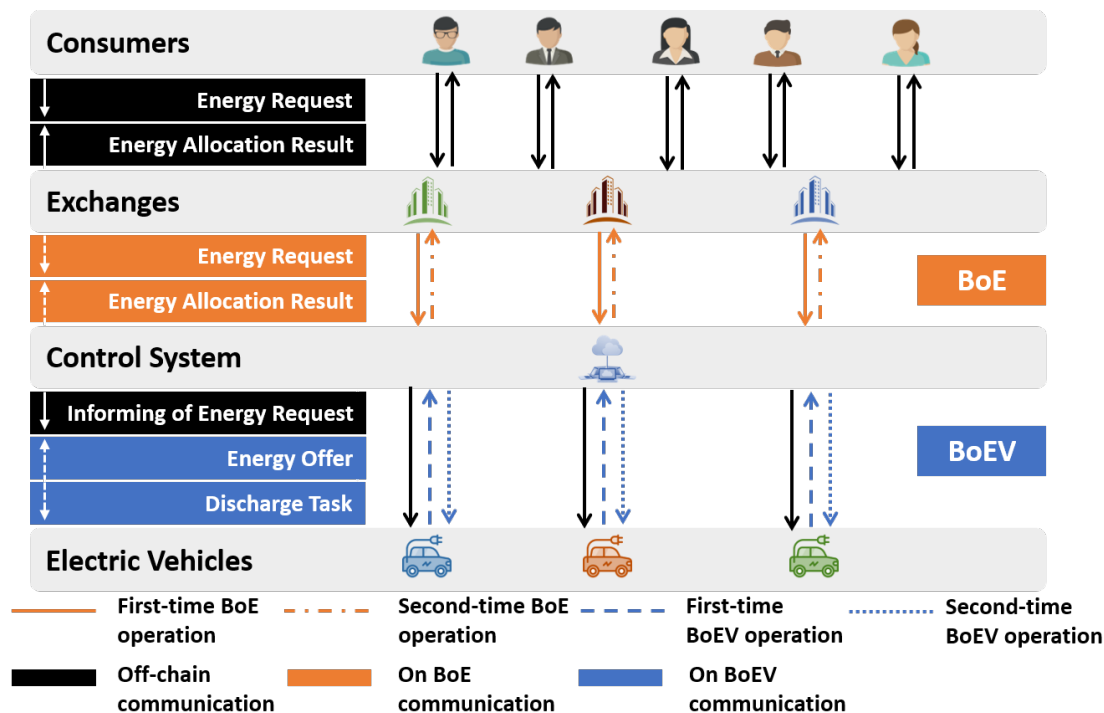 Consumers
Energy Request
Energy Allocation Result
Exchanges
Energy Request
Energy Allocation Result
BoE
Control System
Informing of Energy Request
Energy Offer
Discharge Task
BoEV
Electric Vehicles
First-time BoE
operation
Second-time BoE
operation
First-time
BoEV operation
Second-time
BoEV operation
Off-chain
communication
On BoE
communication
On BoEV
communication